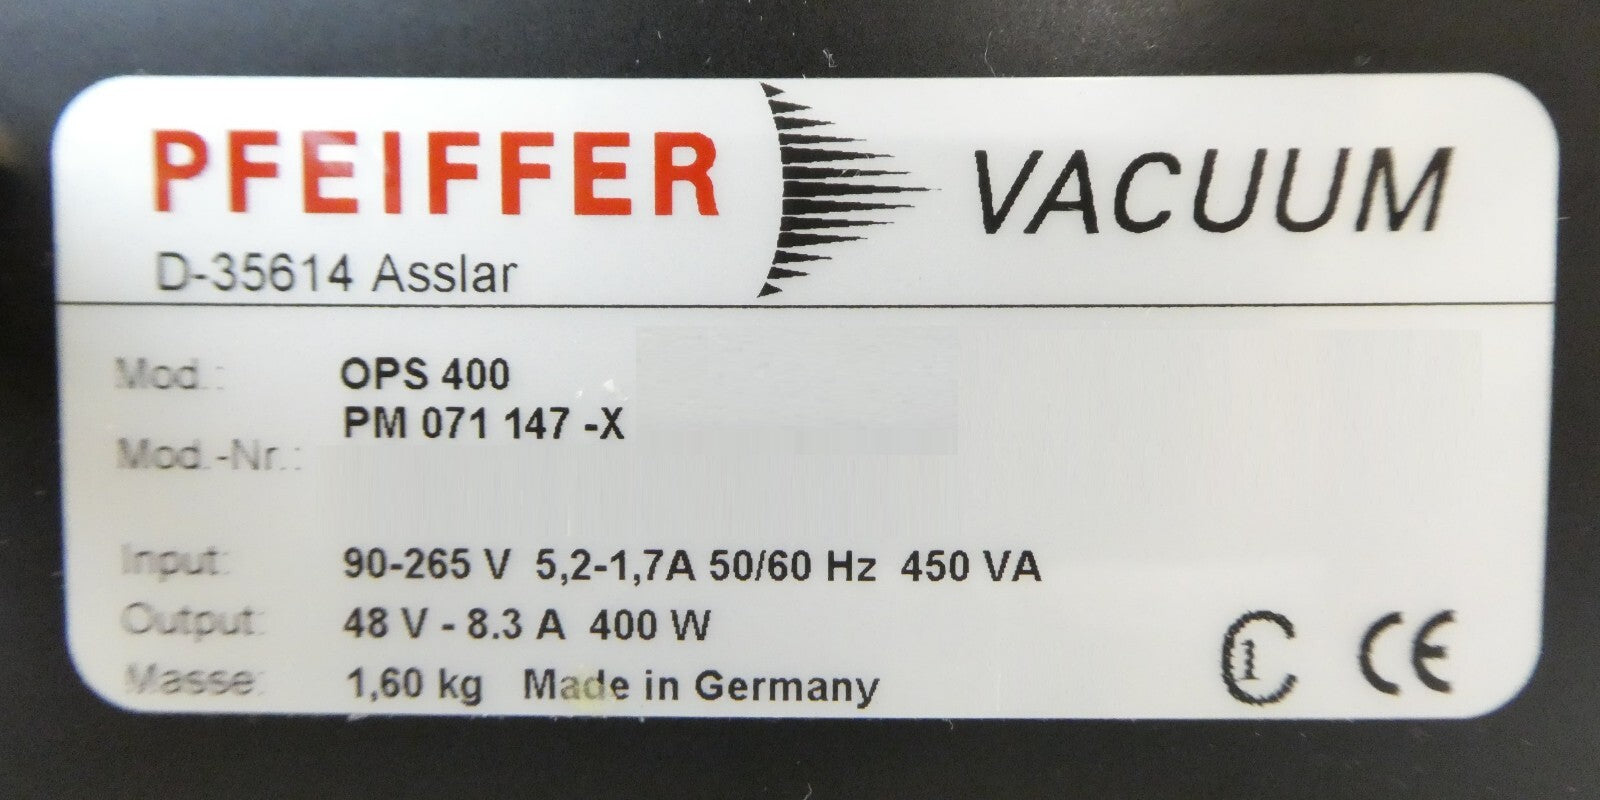 PFEIFFER VACUUM
D-35614 Asslar
Mod.: OPS 400
PM 071 147 -X
Mod.-Nr.:
Input: 90-265 V 5,2-1,7A 50/60 Hz 450 VA
Output: 48 V - 8.3 A 400 W
Masse: 1,60 kg Made in Germany
CE